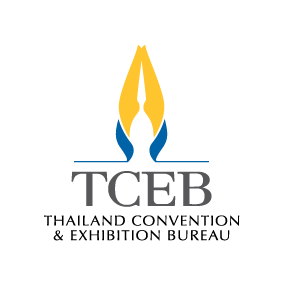 TCEB
THAILAND CONVENTION
& EXHIBITION BUREAU